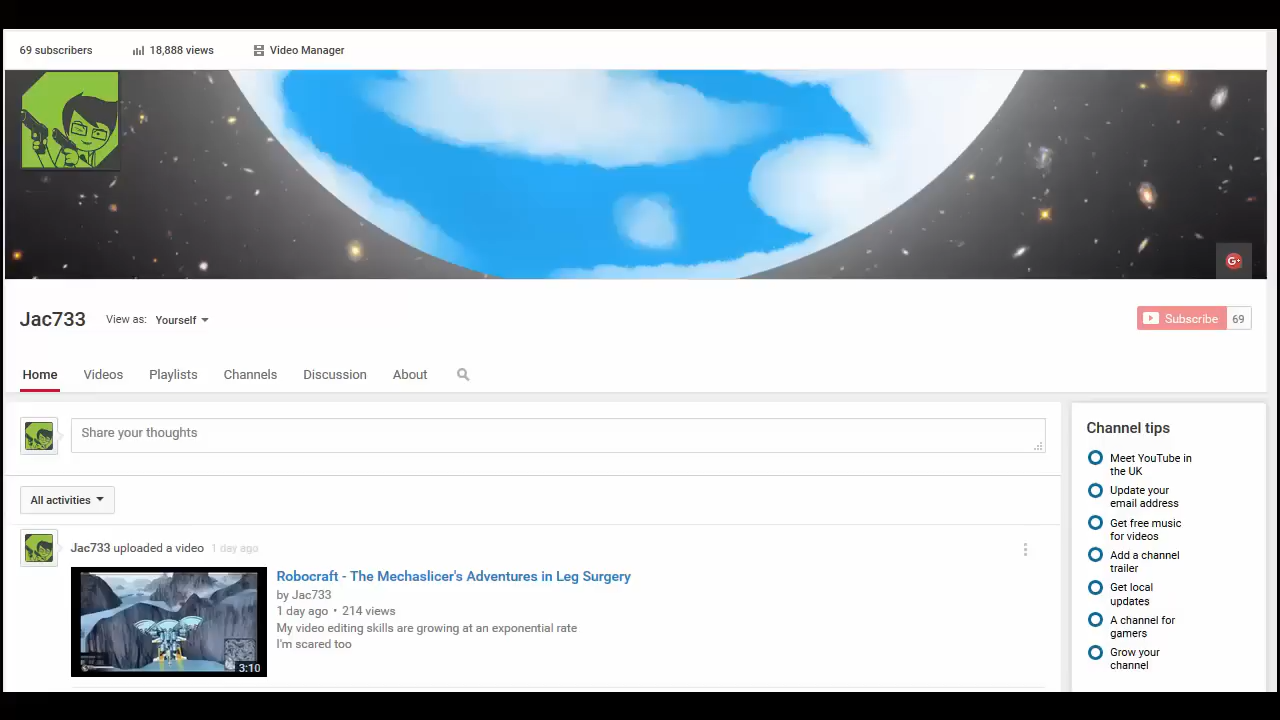 69 subscribers 18,888 views Video Manager
G+
Jac733 View as: Yourself Subscribe 69
Home Videos Playlists Channels Discussion About
Share your thoughts
All activities
Jac733 uploaded a video 1 day ago
Robocraft - The Mechaslicer's Adventures in Leg Surgery
by Jac733
1 day ago • 214 views
My video editing skills are growing at an exponential rate
I'm scared too
3:10
Channel tips
Meet YouTube in
the UK
Update your
email address
Get free music
for videos
Add a channel
trailer
Get local
updates
A channel for
gamers
Grow your
channel